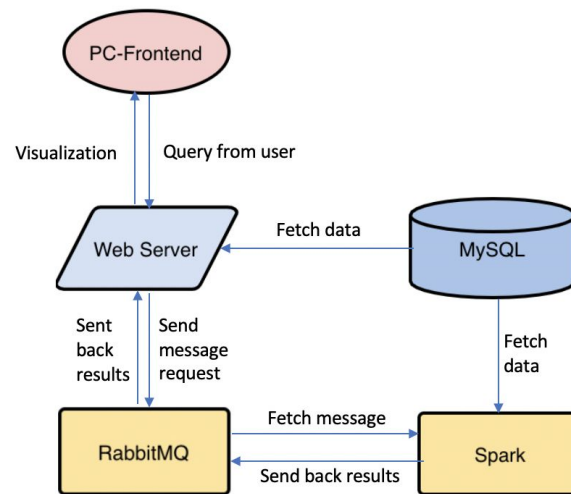 PC-Frontend
Visualization
Query from user
Fetch data
Web Server
MySQL
Sent
back
results
Send
message
request
Fetch
data
Fetch message
RabbitMQ
Spark
Send back results